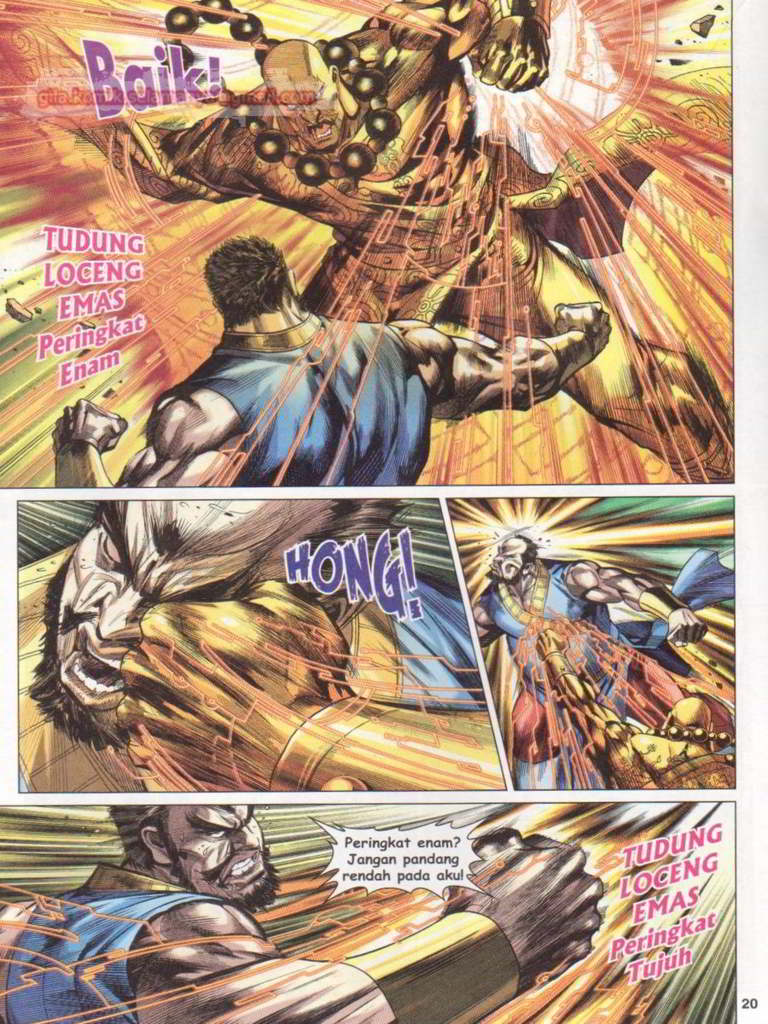 Baik!
TUDUNG
LOCENG
EMAS
Peringkat
Enam
HONG!
Peringkat enam?
Jangan pandang
rendah pada aku!
TUDUNG
LOCENG
EMAS
Peringkat
Tujuh
20